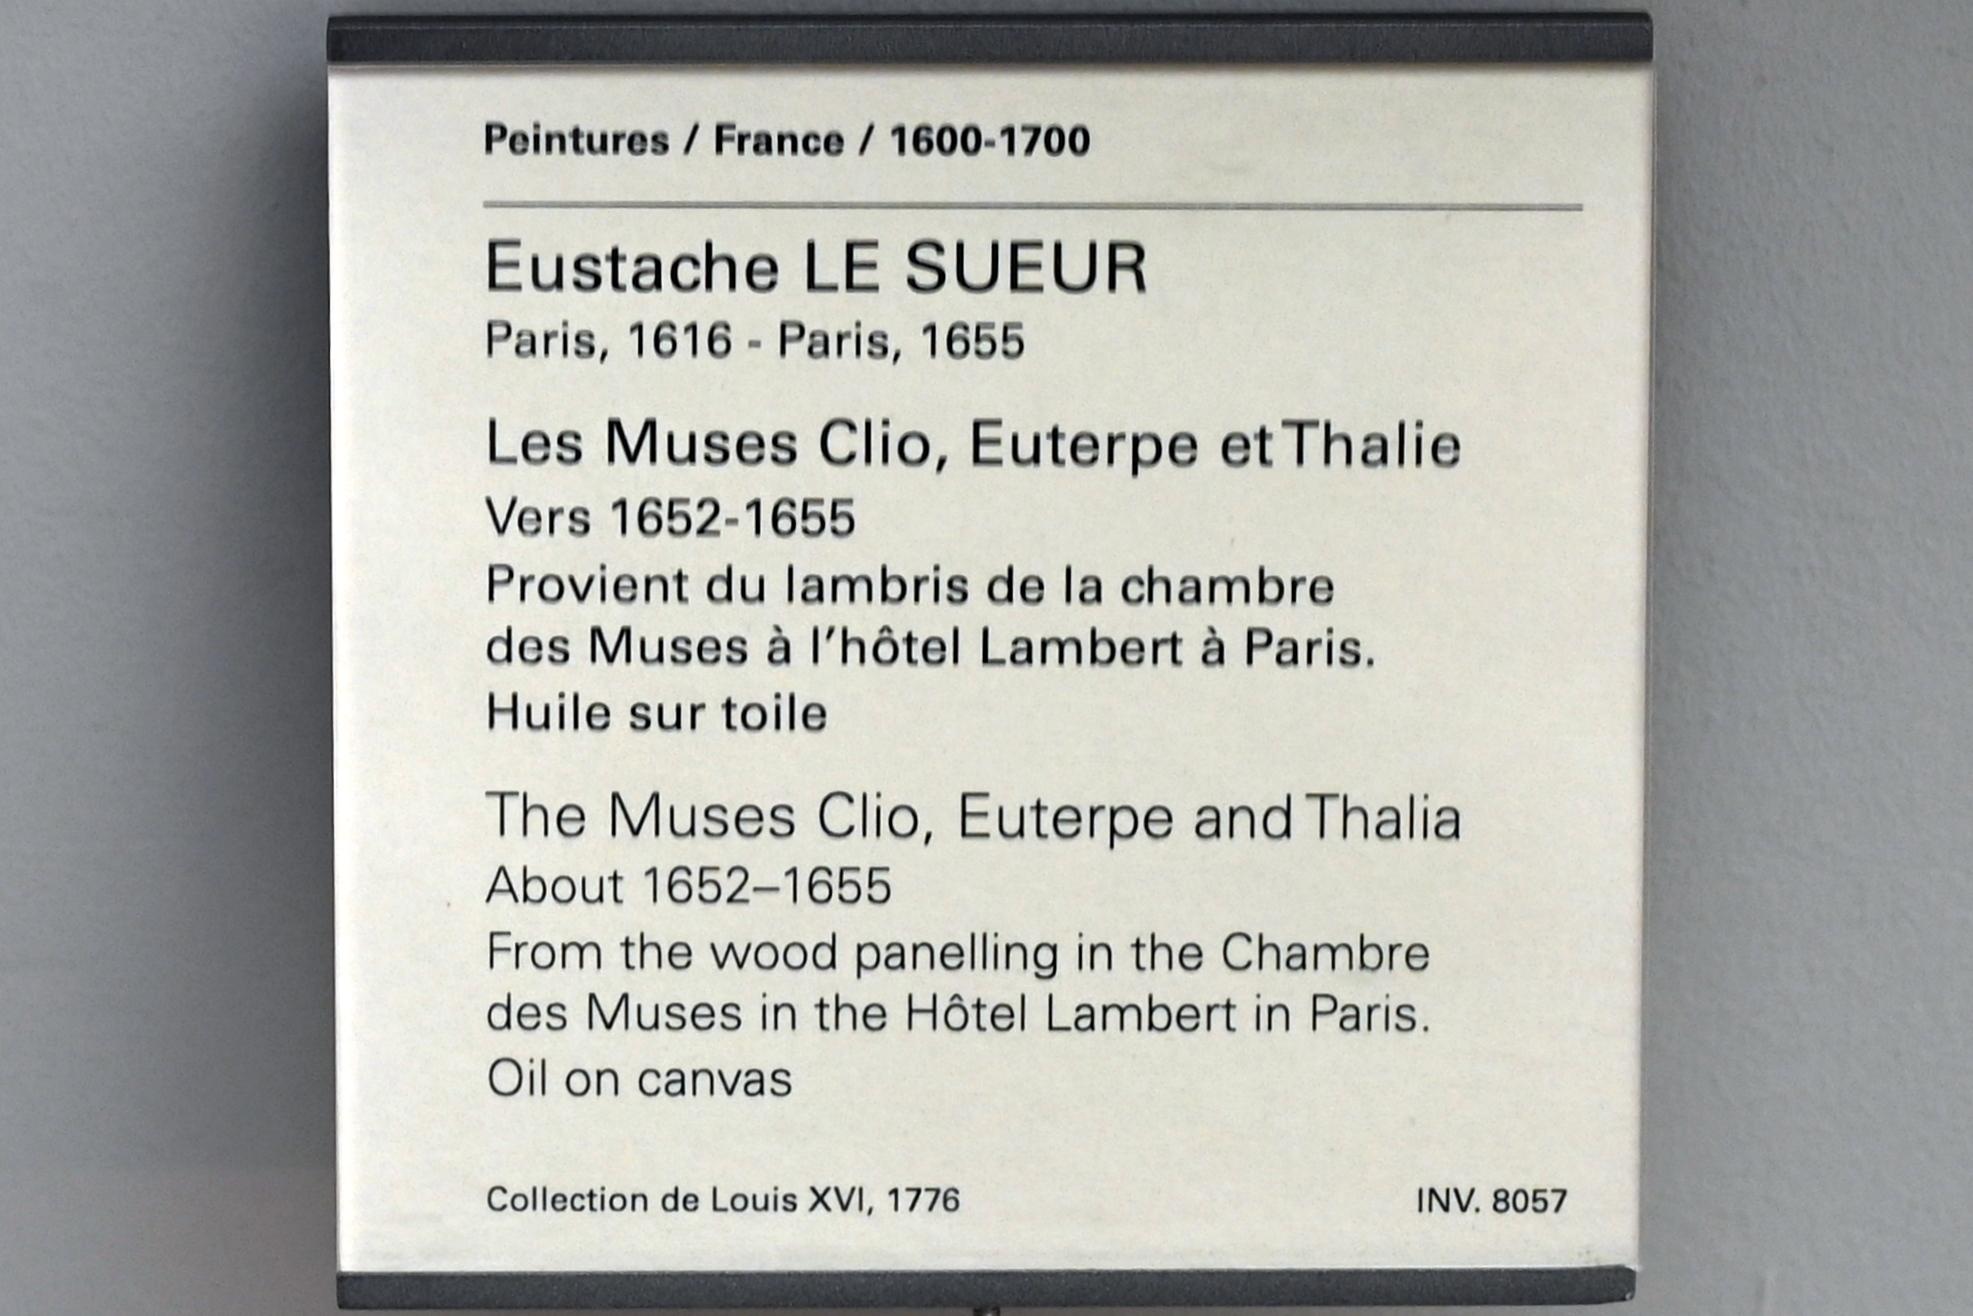 Peintures / France / 1600-1700
Eustache LE SUEUR
Paris, 1616 - Paris, 1655
Les Muses Clio, Euterpe et Thalie
Vers 1652-1655
Provient du lambris de la chambre
des Muses à l'hôtel Lambert à Paris.
Huile sur toile
The Muses Clio, Euterpe and Thalia
About 1652–1655
From the wood panelling in the Chambre
des Muses in the Hôtel Lambert in Paris.
Oil on canvas
Collection de Louis XVI, 1776 INV. 8057